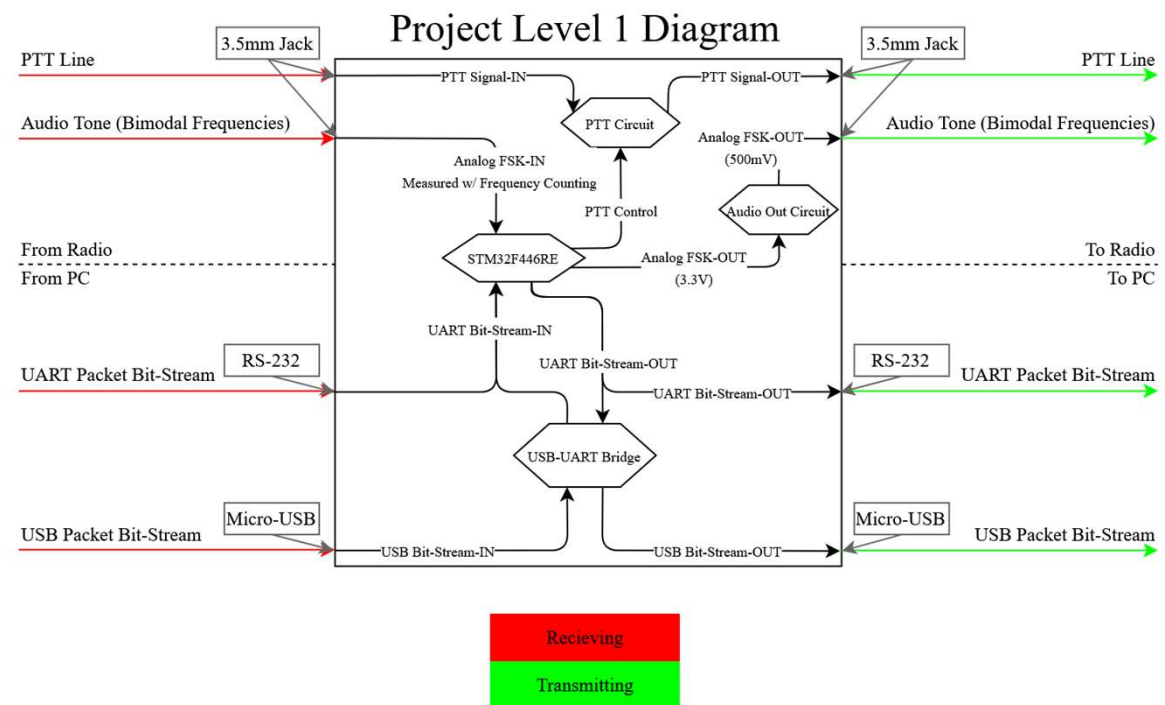 Project Level 1 Diagram
3.5mm Jack
3.5mm Jack
PTT Line
PTT Line
PTT Signal-IN
PTT Signal-OUT
Audio Tone (Bimodal Frequencies)
PTT Circuit
Analog FSK-OUT
(500mV)
Audio Tone (Bimodal Frequencies)
Analog FSK-IN
Measured w/ Frequency Counting
PTT Control
Audio Out Circuit
From Radio
STM32F446RE
Analog FSK-OUT
(3.3V)
To Radio
From PC
To PC
UART Bit-Stream-IN
RS-232
UART Bit-Stream-OUT
RS-232
UART Packet Bit-Stream
UART Bit-Stream-OUT
UART Packet Bit-Stream
USB-UART Bridge
Micro-USB
Micro-USB
USB Packet Bit-Stream
USB Bit-Stream-IN
USB Bit-Stream-OUT
USB Packet Bit-Stream
Recieving
Transmitting